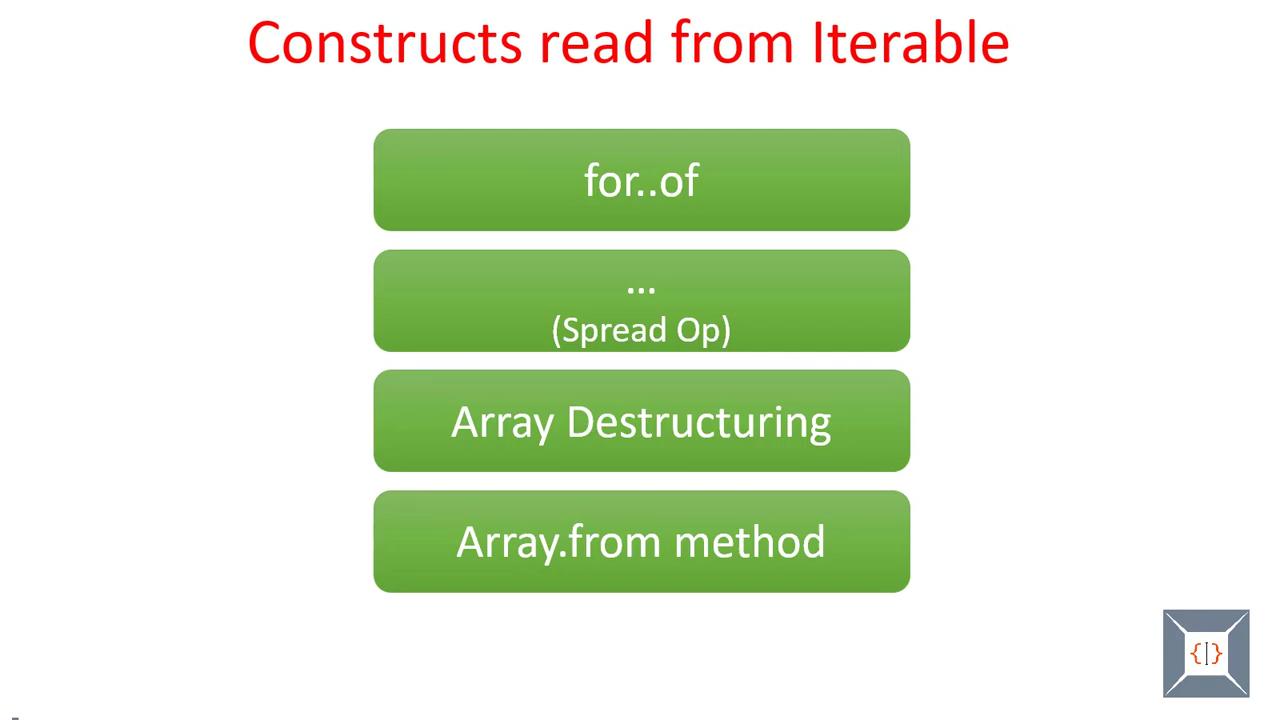 Constructs read from Iterable
for..of
...
(Spread Op)
Array Destructuring
Array.from method
{|}